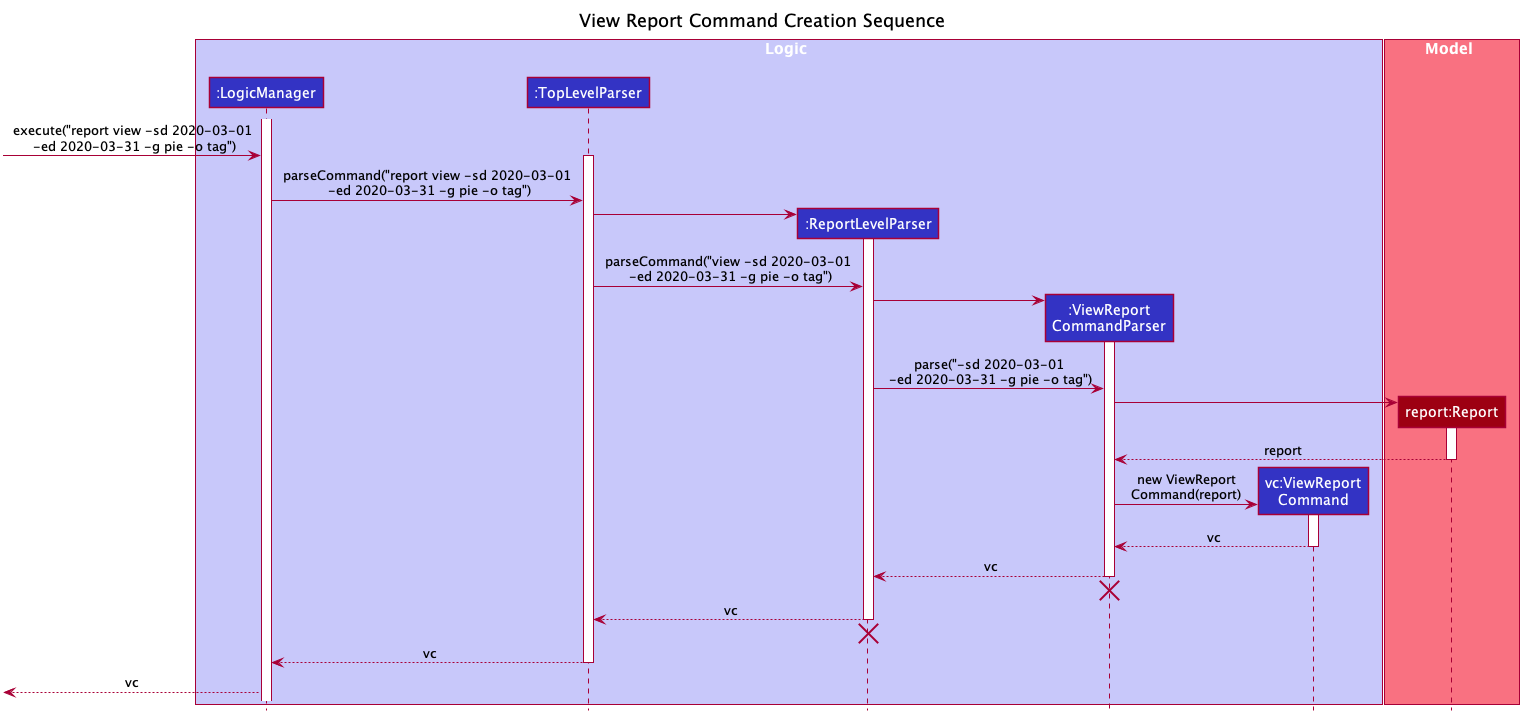 View Report Command Creation Sequence
Logic
Model
:LogicManager
:TopLevelParser
execute("report view -sd 2020-03-01
-ed 2020-03-31 -g pie -o tag")
parseCommand("report view -sd 2020-03-01
-ed 2020-03-31 -g pie -o tag")
:ReportLevelParser
parseCommand("view -sd 2020-03-01
-ed 2020-03-31 -g pie -o tag")
:ViewReport
CommandParser
parse("-sd 2020-03-01
-ed 2020-03-31 -g pie -o tag")
report:Report
report
new ViewReport
Command(report)
vc:ViewReport
Command
vc
vc
vc
vc
vc